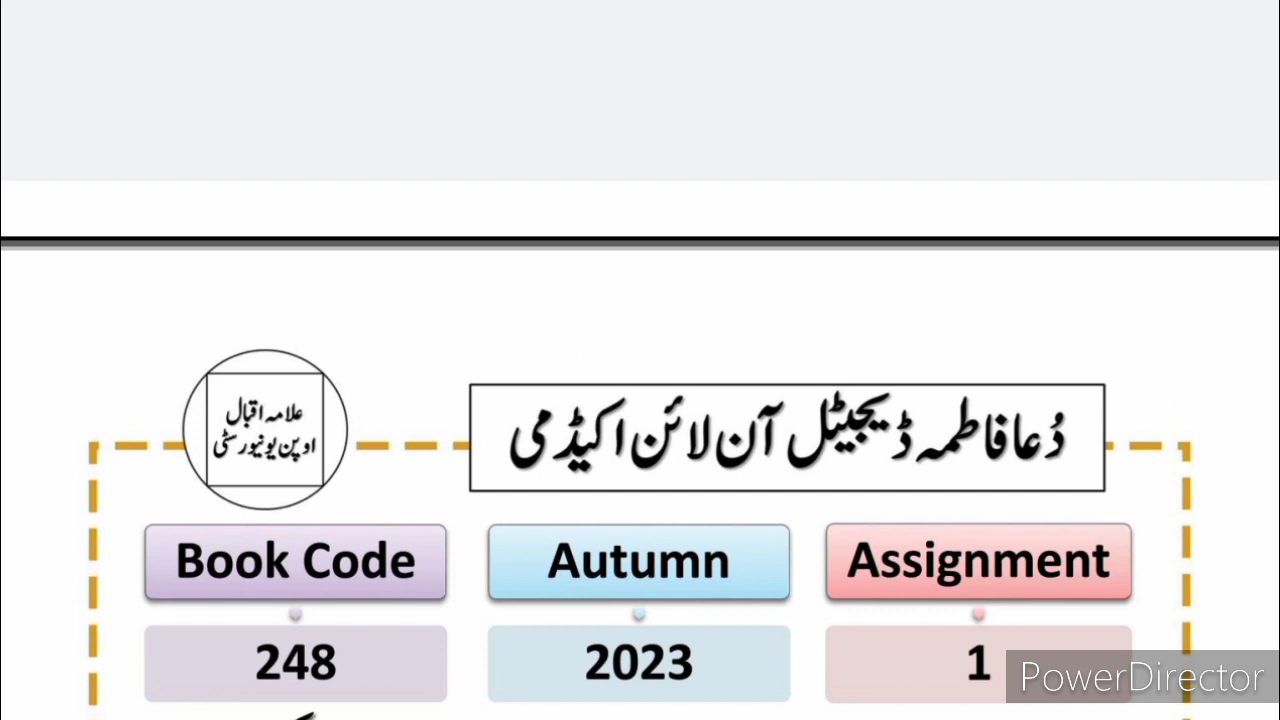 علامہ اقبال
اوپن یونیورسٹی
دُعا فاطمہ ڈیجیٹل آن لائن اکیڈمی
Book Code
Autumn
Assignment
248
2023
1
PowerDirector